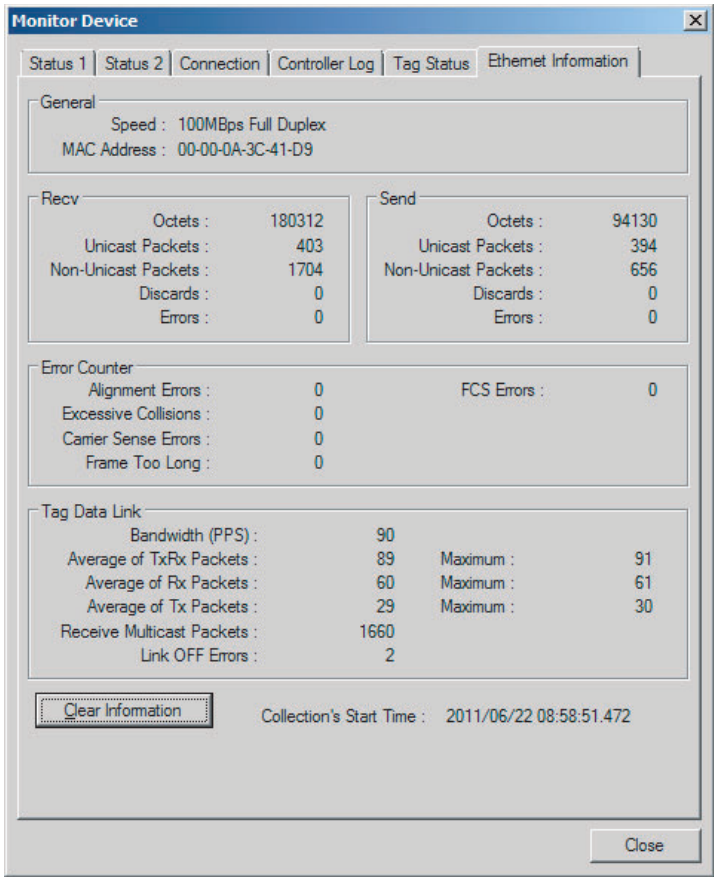 Monitor Device
Status 1 Status 2 Connection Controller Log Tag Status Ethernet Information
General
Speed : 100MBps Full Duplex
MAC Address : 00-00-0A-3C-41-D9
Recv
Octets : 180312
Unicast Packets : 403
Non-Unicast Packets : 1704
Discards : 0
Errors : 0
Send
Octets : 94130
Unicast Packets : 394
Non-Unicast Packets : 656
Discards : 0
Errors : 0
Error Counter
Alignment Errors : 0 FCS Errors : 0
Excessive Collisions : 0
Carrier Sense Errors : 0
Frame Too Long : 0
Tag Data Link
Bandwidth (PPS) : 90
Average of TxRx Packets : 89 Maximum : 91
Average of Rx Packets : 60 Maximum : 61
Average of Tx Packets : 29 Maximum : 30
Receive Multicast Packets : 1660
Link OFF Errors : 2
Clear Information Collection's Start Time : 2011/06/22 08:58:51.472
Close